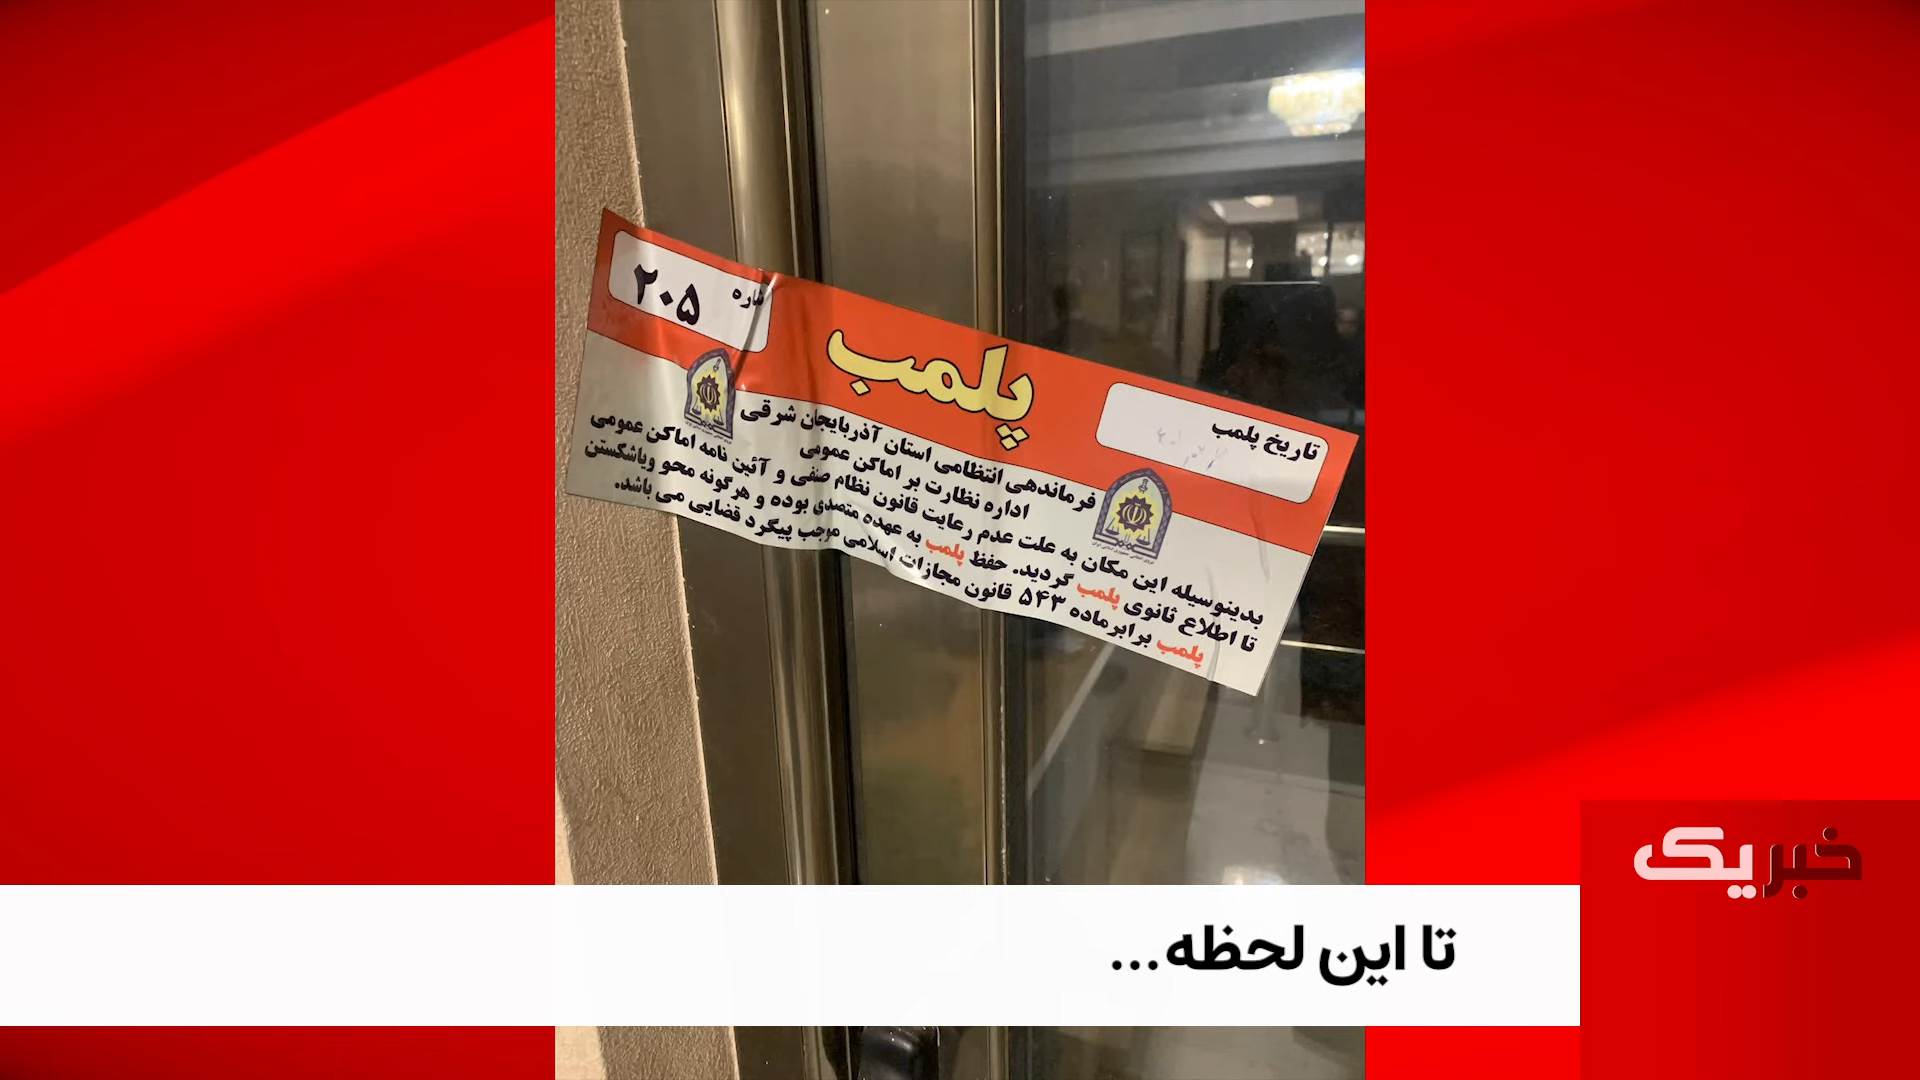 شماره
۲۰۵
پلمب
تاریخ پلمب
فرماندهی انتظامی استان آذربایجان شرقی
اداره نظارت بر اماکن عمومی
بدینوسیله این مکان به علت عدم رعایت قانون نظام صنفی و آئین نامه اماکن عمومی
تا اطلاع ثانوی پلمب گردید. حفظ پلمب به عهده متصدی بوده و هرگونه محو ویاشکستن
پلمب برابرماده ۵۴۳ قانون مجازات اسلامی موجب پیگرد قضایی می باشد.
خبریک
تا این لحظه...